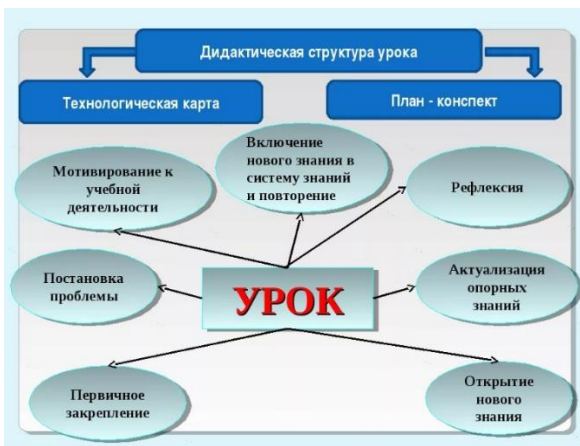 Дидактическая структура урока
Технологическая карта
План - конспект
Мотивирование к
учебной
деятельности
Включение
нового знания в
систему знаний
и повторение
Рефлексия
Постановка
проблемы
УРОК
Актуализация
опорных
знаний
Первичное
закрепление
Открытие
нового
знания